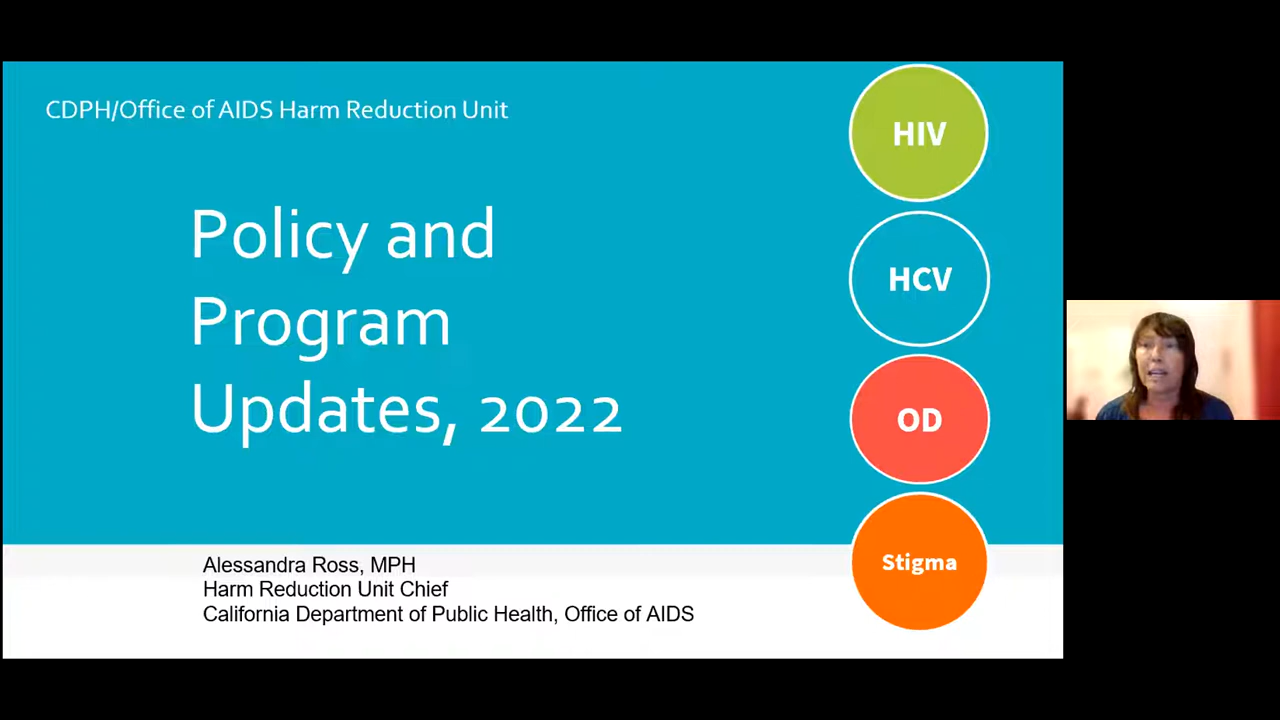 CDPH/Office of AIDS Harm Reduction Unit
Policy and
Program
Updates, 2022
HIV
HCV
OD
Stigma
Alessandra Ross, MPH
Harm Reduction Unit Chief
California Department of Public Health, Office of AIDS